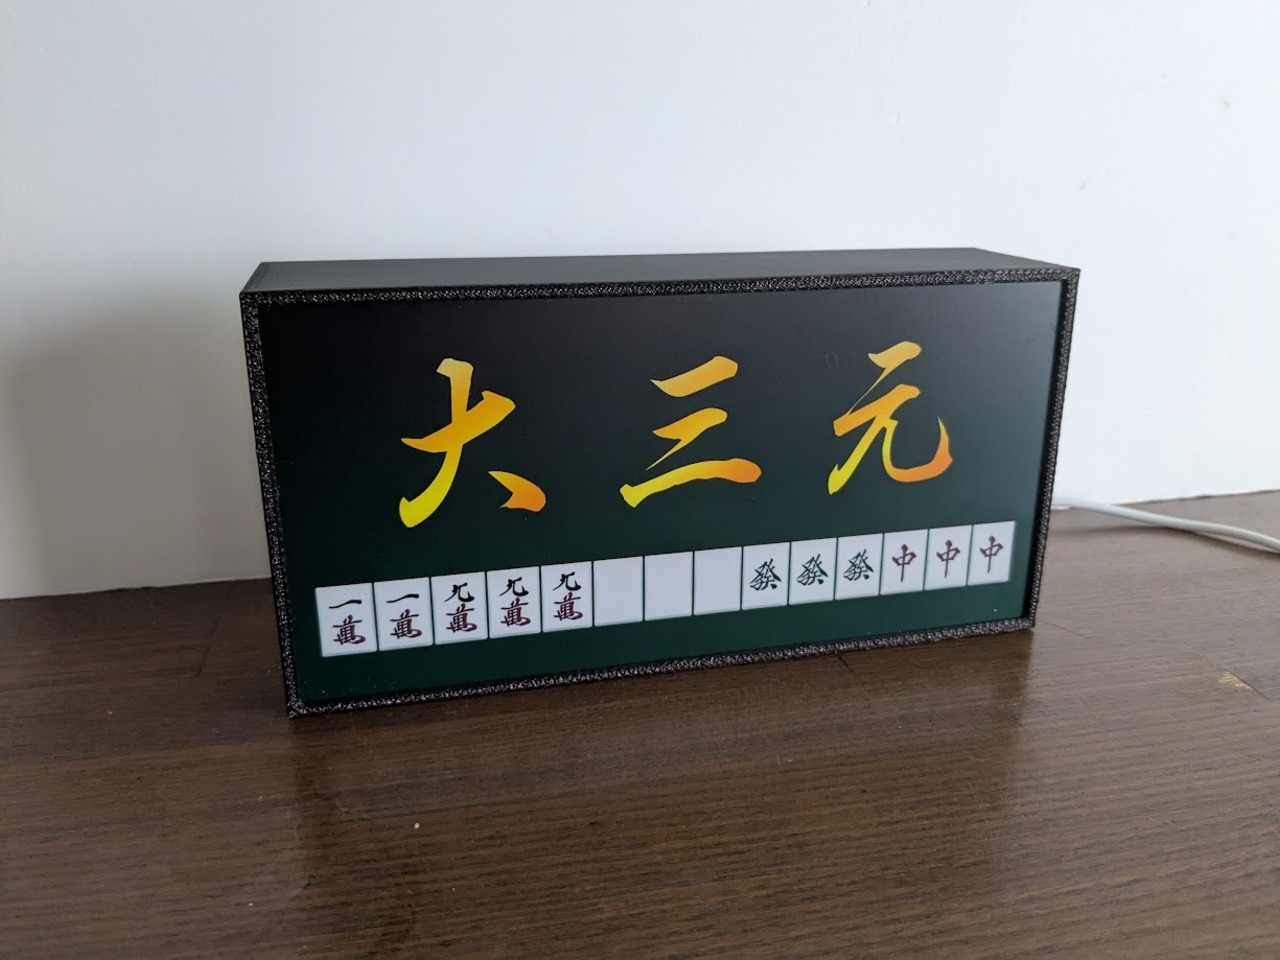 大三元
一萬 一萬 九萬 九萬 九萬 發 發 發 中 中 中